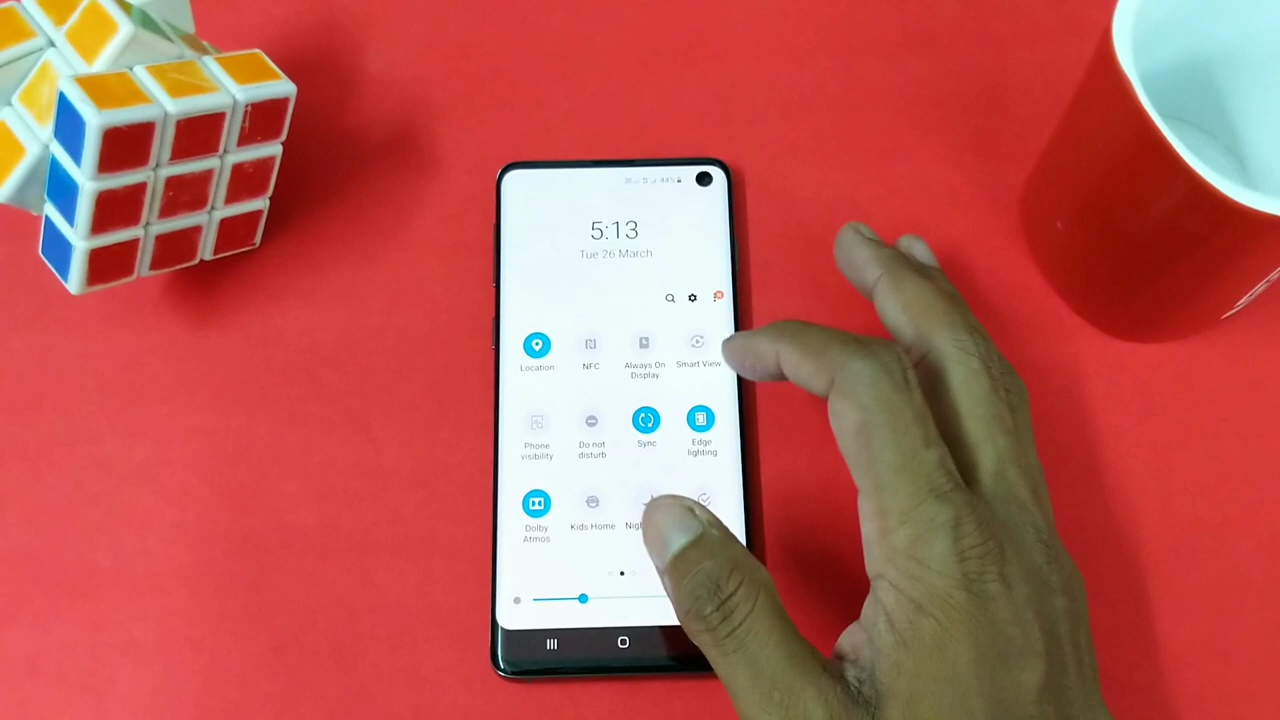 44%
5:13
Tue 26 March
Location
NFC
Always On
Display
Smart View
Phone
visibility
Do not
disturb
Sync
Edge
lighting
Dolby
Atmos
Kids Home